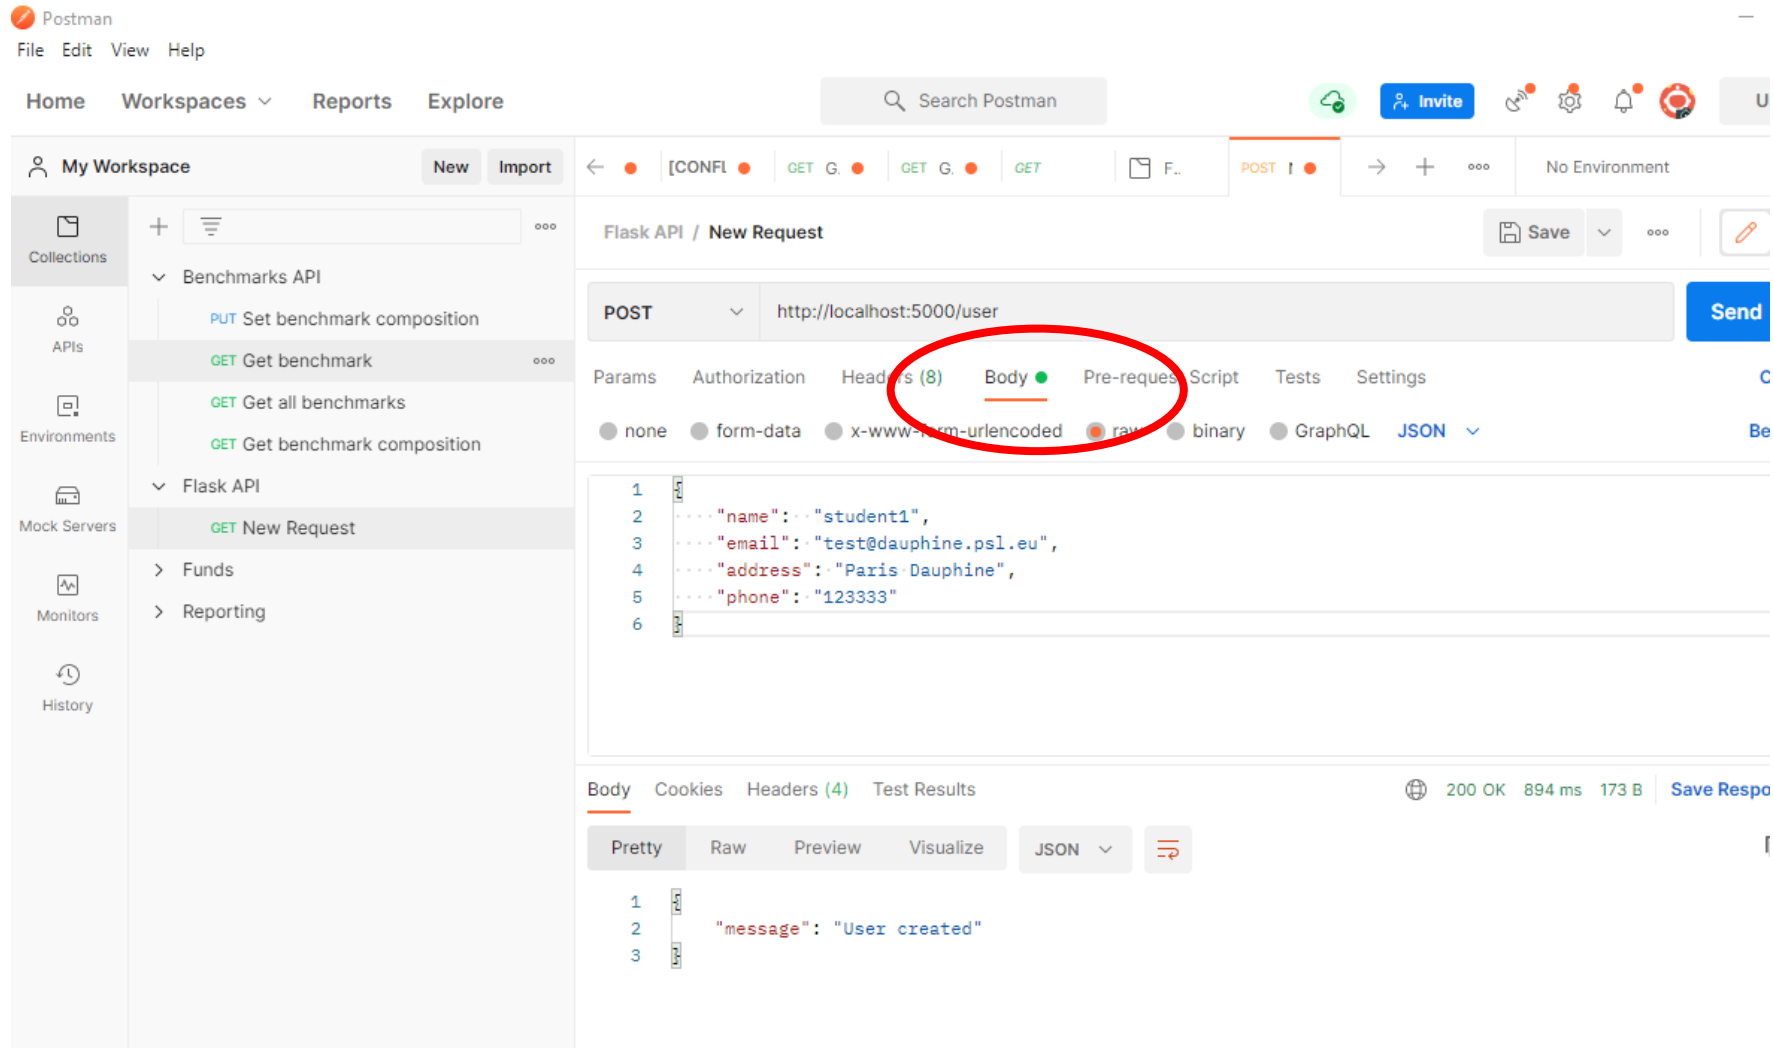 Postman
File Edit View Help
Home Workspaces Reports Explore Search Postman Invite U
My Workspace New Import [CONFL GET G. GET G. GET F.. POST No Environment
Collections
APIs
Environments
Mock Servers
Monitors
History
Benchmarks API
PUT Set benchmark composition
GET Get benchmark
GET Get all benchmarks
GET Get benchmark composition
Flask API
GET New Request
Funds
Reporting
Flask API / New Request Save
POST http://localhost:5000/user Send
Params Authorization Headers (8) Body Pre-reques Script Tests Settings C
none form-data x-www-form-urlencoded raw binary GraphQL JSON Be
1 {
2 "name": "student1",
3 "email": "test@dauphine.psl.eu",
4 "address": "Paris Dauphine",
5 "phone": "123333"
6 }
Body Cookies Headers (4) Test Results 200 OK 894 ms 173 B Save Respo
Pretty Raw Preview Visualize JSON
1 {
2 "message": "User created"
3 }